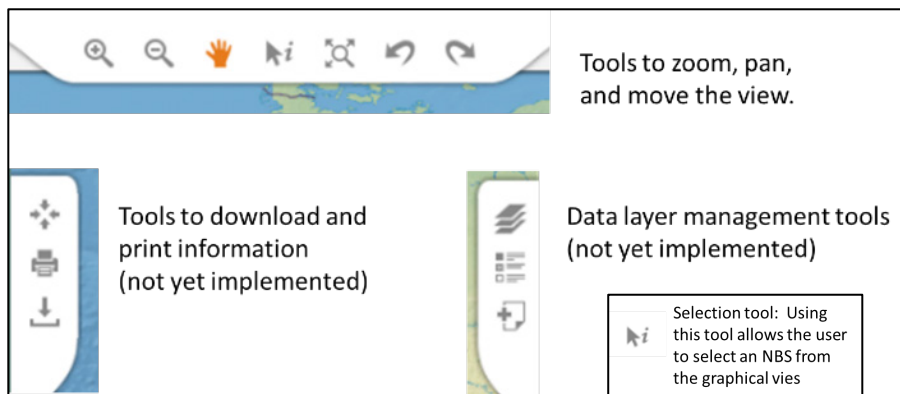 Tools to zoom, pan,
and move the view.
Tools to download and
print information
(not yet implemented)
Data layer management tools
(not yet implemented)
Selection tool: Using
this tool allows the user
to select an NBS from
the graphical vies